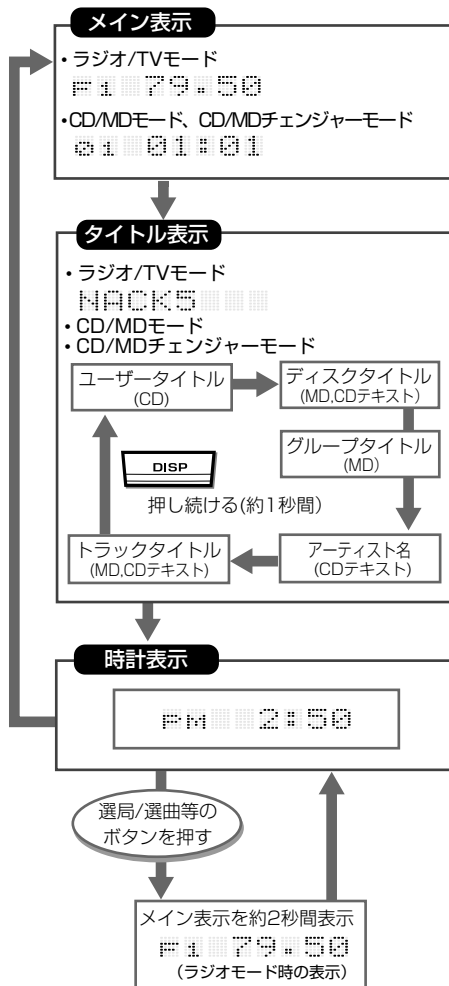 メイン表示
・ラジオ/TVモード
F1 79.50
・CD/MDモード、CD/MDチェンジャーモード
01 01:01
タイトル表示
・ラジオ/TVモード
NACK5
・CD/MDモード
・CD/MDチェンジャーモード
ユーザータイトル
(CD)
ディスクタイトル
(MD,CDテキスト)
グループタイトル
(MD)
DISP
押し続ける(約1秒間)
トラックタイトル
(MD,CDテキスト)
アーティスト名
(CDテキスト)
時計表示
PM 2:50
選局/選曲等の
ボタンを押す
メイン表示を約2秒間表示
F1 79.50
(ラジオモード時の表示)